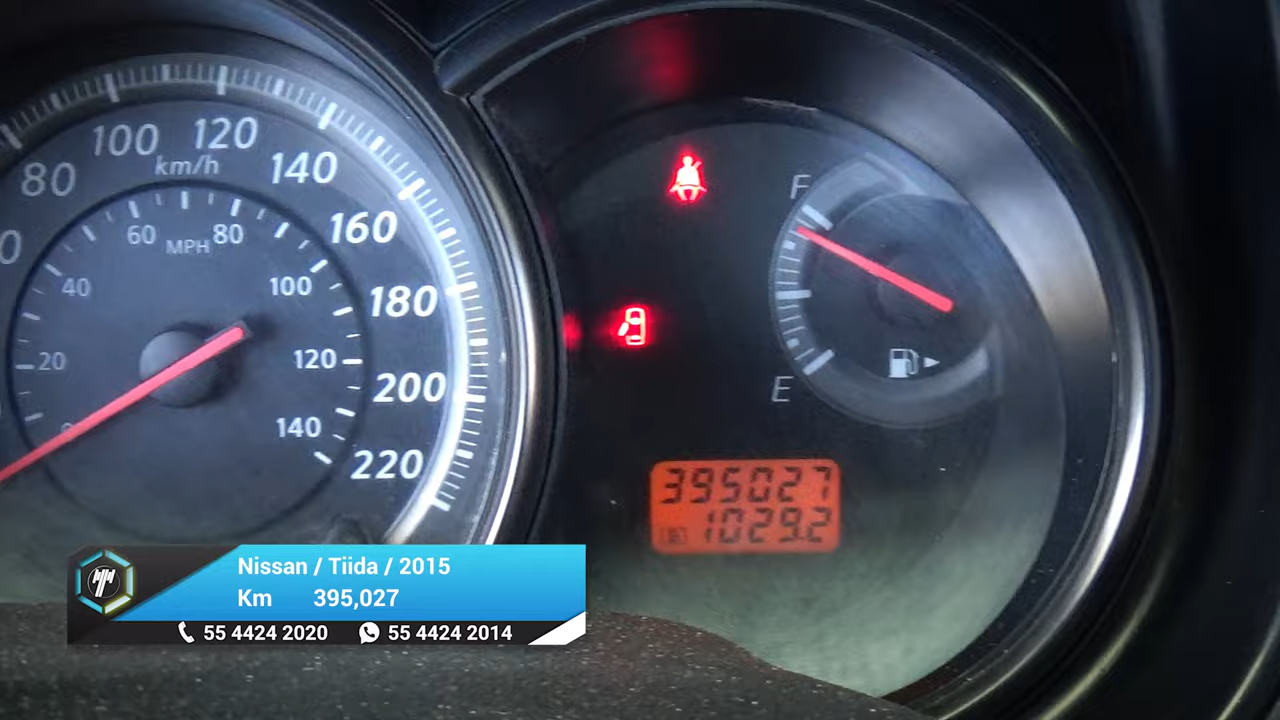 80 100 120 140 160 180 200 220
km/h
20 40 60 80 100 120 140
MPH
F
E
395027
1029.2
Nissan / Tiida / 2015
Km 395,027
55 4424 2020 55 4424 2014